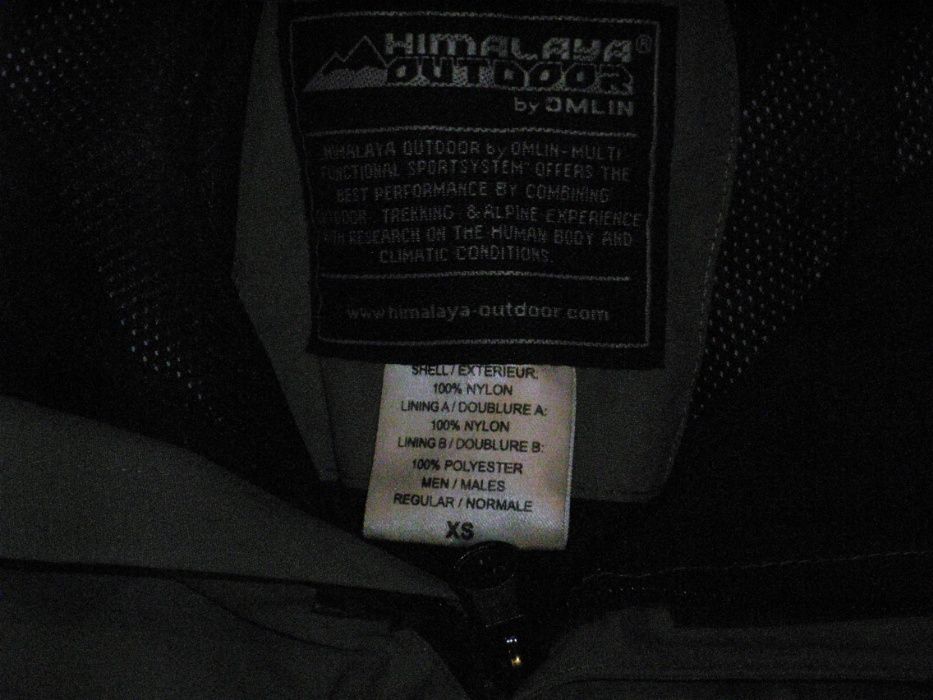 HIMALAYA®
OUTDOOR
by OMLIN
HIMALAYA OUTDOOR by OMLIN-MULTI
FUNCTIONAL SPORTSYSTEM" OFFERS THE
BEST PERFORMANCE BY COMBINING
OUTDOOR, TREKKING & ALPINE EXPERIENCE
WITH RESEARCH ON THE HUMAN BODY AND
CLIMATIC CONDITIONS.
www.himalaya-outdoor.com
SHELL / EXTERIEUR:
100% NYLON
LINING A / DOUBLURE A:
100% NYLON
LINING B / DOUBLURE B:
100% POLYESTER
MEN / MALES
REGULAR / NORMALE
XS